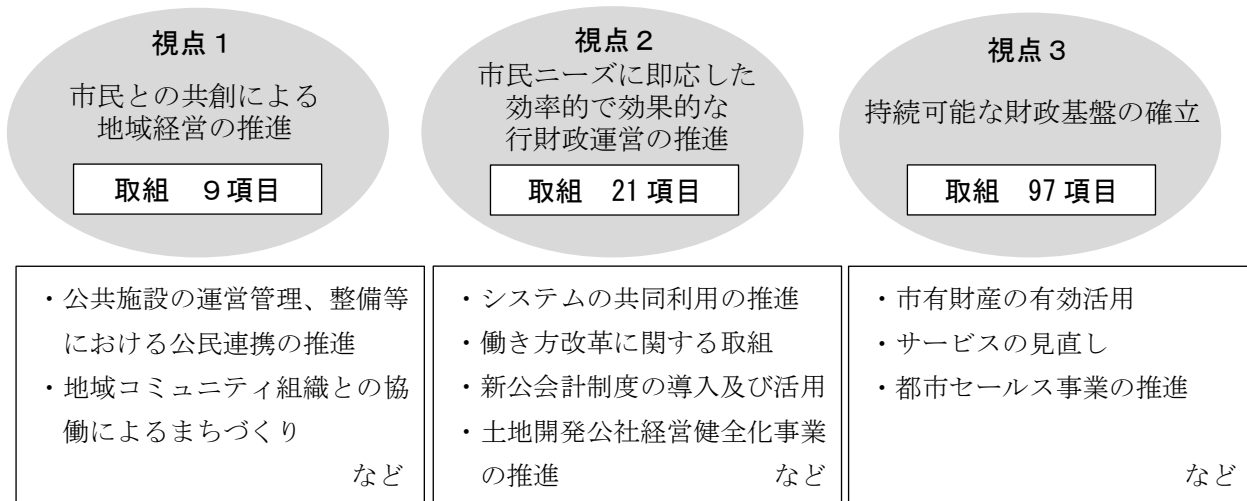 視点１
市民との共創による
地域経営の推進
取組　９項目
視点２
市民ニーズに即応した
効率的で効果的な
行財政運営の推進
取組　21 項目
視点３
持続可能な財政基盤の確立
取組　97 項目
・公共施設の運営管理、整備等
における公民連携の推進
・地域コミュニティ組織との協
働によるまちづくり
など
・システムの共同利用の推進
・働き方改革に関する取組
・新公会計制度の導入及び活用
・土地開発公社経営健全化事業
の推進　など
・市有財産の有効活用
・サービスの見直し
・都市セールス事業の推進
など